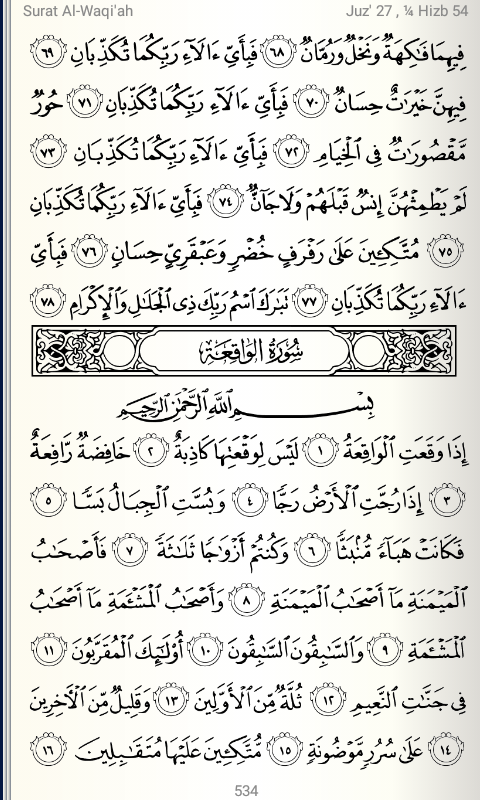 Surat Al-Waqi'ah Juz' 27 , ¼ Hizb 54
فِيهِمَا فَٰكِهَةٌ وَنَخْلٌ وَرُمَّانٌ ٦٨ فَبِأَيِّ ءَالَآءِ رَبِّكُمَا تُكَذِّبَانِ ٦٩
فِيهِنَّ خَيْرَٰتٌ حِسَانٌ ٧٠ فَبِأَيِّ ءَالَآءِ رَبِّكُمَا تُكَذِّبَانِ ٧١ حُورٌ
مَّقْصُورَٰتٌ فِي ٱلْخِيَامِ ٧٢ فَبِأَيِّ ءَالَآءِ رَبِّكُمَا تُكَذِّبَانِ ٧٣
لَمْ يَطْمِثْهُنَّ إِنسٌ قَبْلَهُمْ وَلَا جَآنٌّ ٧٤ فَبِأَيِّ ءَالَآءِ رَبِّكُمَا تُكَذِّبَانِ
٧٥ مُتَّكِـِٔينَ عَلَىٰ رَفْرَفٍ خُضْرٍ وَعَبْقَرِيٍّ حِسَانٍ ٧٦ فَبِأَيِّ
ءَالَآءِ رَبِّكُمَا تُكَذِّبَانِ ٧٧ تَبَٰرَكَ ٱسْمُ رَبِّكَ ذِي ٱلْجَلَٰلِ وَٱلْإِكْرَامِ ٧٨
سُورَةُ الوَاقِعَة
بِسْمِ ٱللَّهِ ٱلرَّحْمَٰنِ ٱلرَّحِيمِ
إِذَا وَقَعَتِ ٱلْوَاقِعَةُ ١ لَيْسَ لِوَقْعَتِهَا كَاذِبَةٌ ٢ خَافِضَةٌ رَّافِعَةٌ
٣ إِذَا رُجَّتِ ٱلْأَرْضُ رَجًّا ٤ وَبُسَّتِ ٱلْجِبَالُ بَسًّا ٥
فَكَانَتْ هَبَآءً مُّنۢبَثًّا ٦ وَكُنتُمْ أَزْوَٰجًا ثَلَٰثَةً ٧ فَأَصْحَٰبُ
ٱلْمَيْمَنَةِ مَآ أَصْحَٰبُ ٱلْمَيْمَنَةِ ٨ وَأَصْحَٰبُ ٱلْمَشْـَٔمَةِ مَآ أَصْحَٰبُ
ٱلْمَشْـَٔمَةِ ٩ وَٱلسَّٰبِقُونَ ٱلسَّٰبِقُونَ ١٠ أُو۟لَٰٓئِكَ ٱلْمُقَرَّبُونَ ١١
فِي جَنَّٰتِ ٱلنَّعِيمِ ١٢ ثُلَّةٌ مِّنَ ٱلْأَوَّلِينَ ١٣ وَقَلِيلٌ مِّنَ ٱلْءَاخِرِينَ
١٤ عَلَىٰ سُرُرٍ مَّوْضُونَةٍ ١٥ مُّتَّكِـِٔينَ عَلَيْهَا مُتَقَٰبِلِينَ ١٦
534